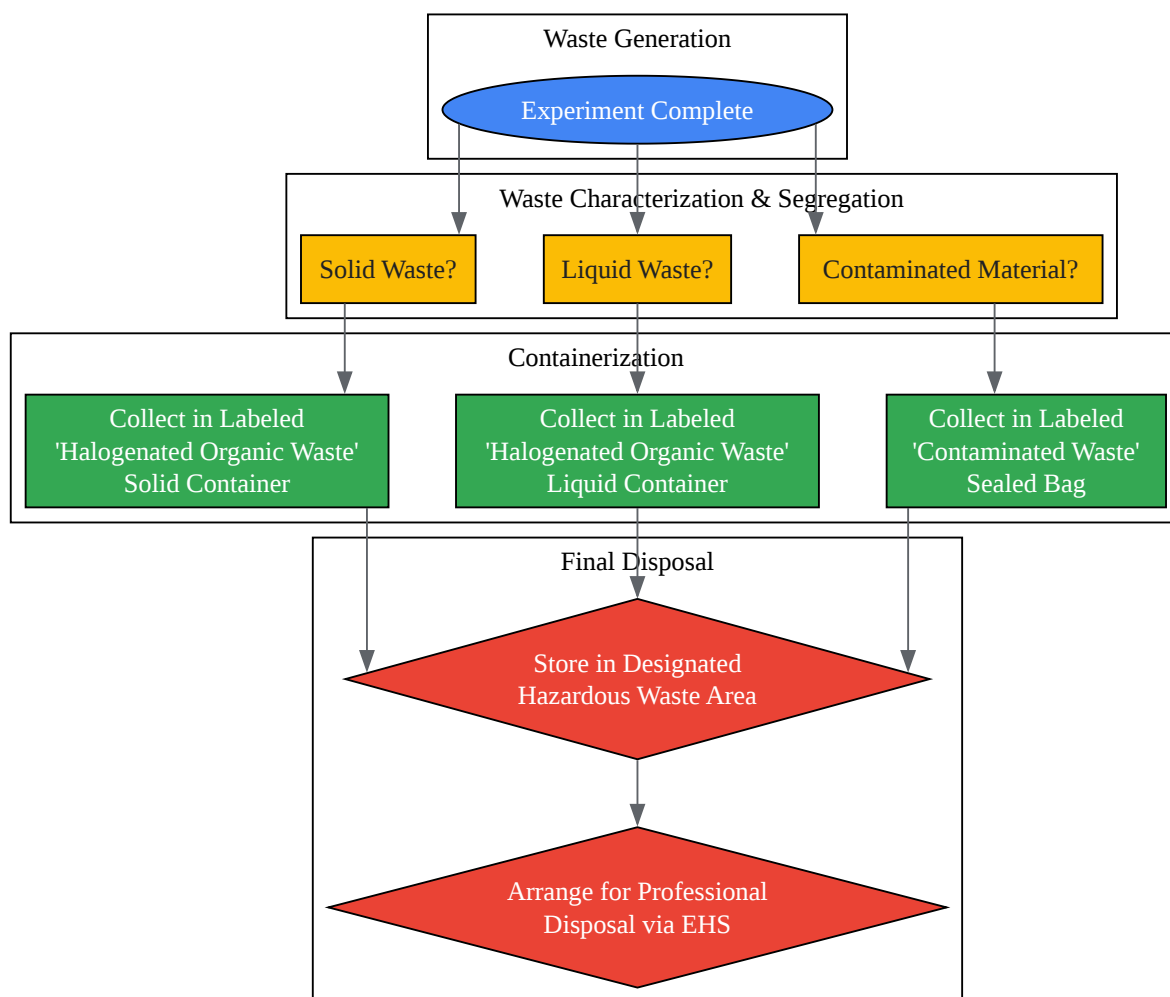 Waste Generation
Experiment Complete
Waste Characterization & Segregation
Solid Waste?
Liquid Waste?
Contaminated Material?
Containerization
Collect in Labeled
'Halogenated Organic Waste'
Solid Container
Collect in Labeled
'Halogenated Organic Waste'
Liquid Container
Collect in Labeled
'Contaminated Waste'
Sealed Bag
Final Disposal
Store in Designated
Hazardous Waste Area
Arrange for Professional
Disposal via EHS